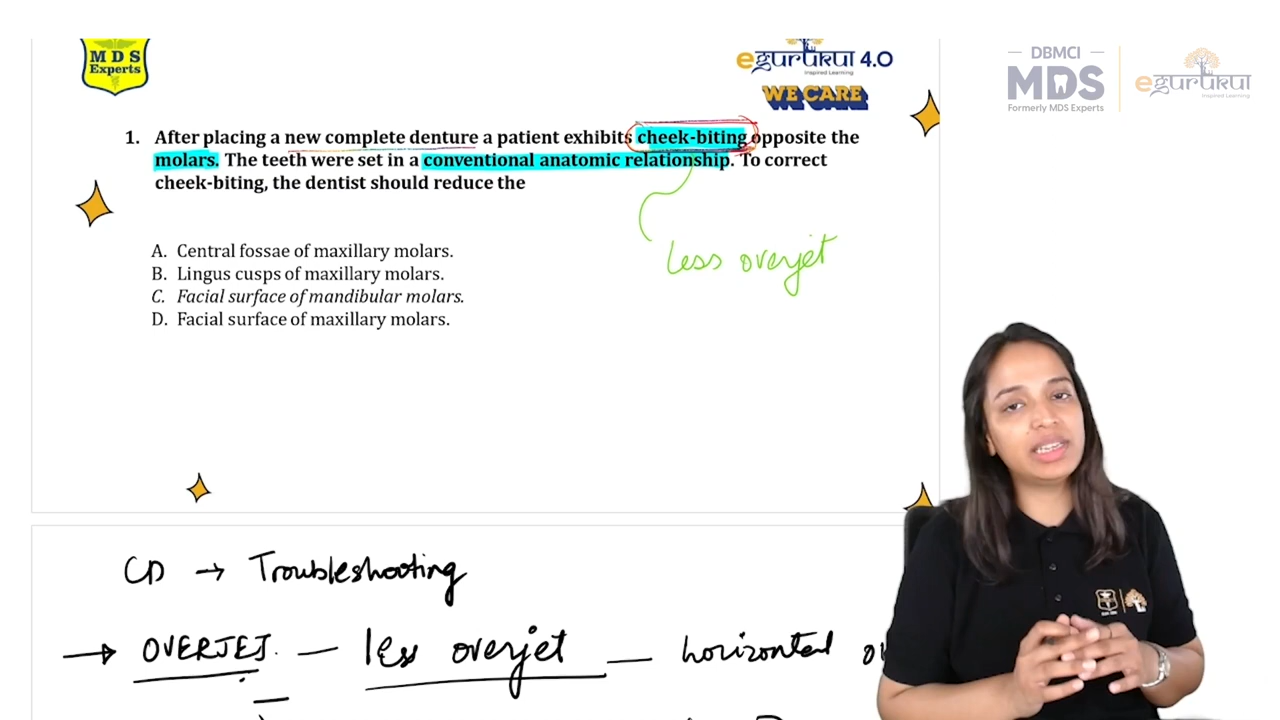 MDS
Experts
egurukul 4.0
Inspired Learning
WE CARE
DBMCI
MDS
Formerly MDS Experts
egurukul
Inspired Learning
1. After placing a new complete denture a patient exhibits cheek-biting opposite the
molars. The teeth were set in a conventional anatomic relationship. To correct
cheek-biting, the dentist should reduce the
less overjet
A. Central fossae of maxillary molars.
B. Lingus cusps of maxillary molars.
C. Facial surface of mandibular molars.
D. Facial surface of maxillary molars.
CD → Troubleshooting
→ OVERJET — less overjet — horizontal